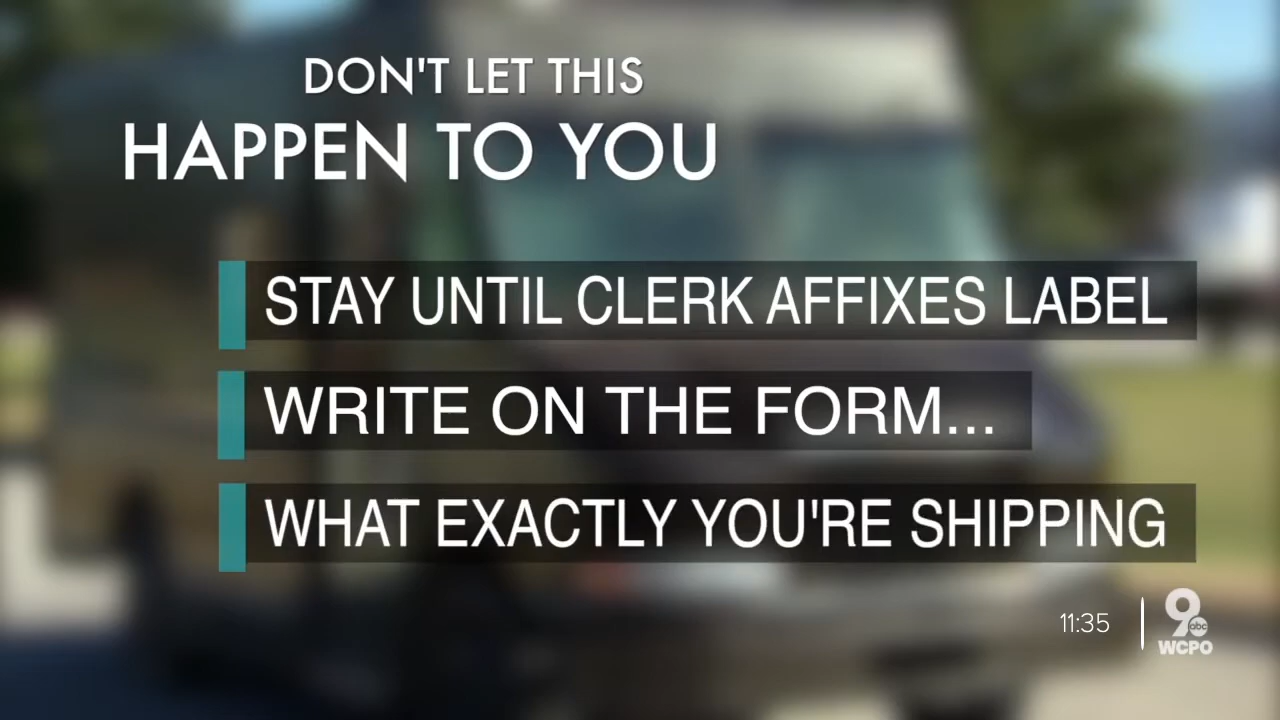 DON'T LET THIS
HAPPEN TO YOU
STAY UNTIL CLERK AFFIXES LABEL
WRITE ON THE FORM...
WHAT EXACTLY YOU'RE SHIPPING
11:35
9
abc
WCPO